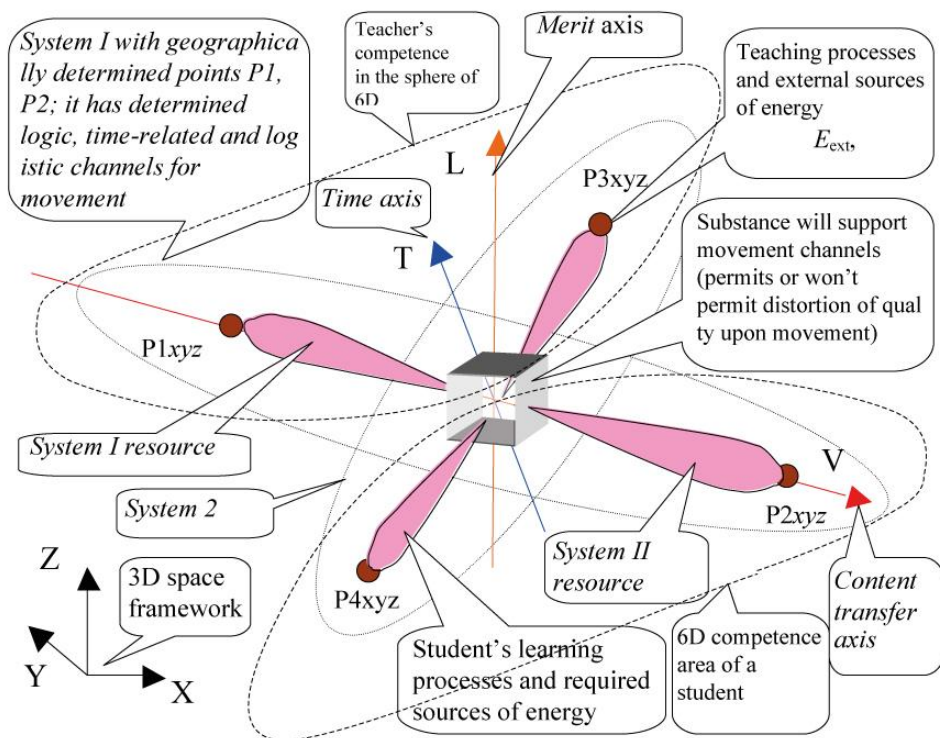 System I with geographica
lly determined points P1,
P2; it has determined
logic, time-related and log
istic channels for
movement
Teacher's
competence
in the sphere of
6D
Merit axis
Teaching processes
and external sources
of energy
Eext,
L
P3xyz
Time axis
T
Substance will support
movement channels
(permits or won't
permit distortion of qual
ty upon movement)
P1xyz
System I resource
System 2
V
P2xyz
System II
resource
Content
transfer
axis
Z
3D space
framework
Y
X
P4xyz
Student's learning
processes and required
sources of energy
6D competence
area of a
student